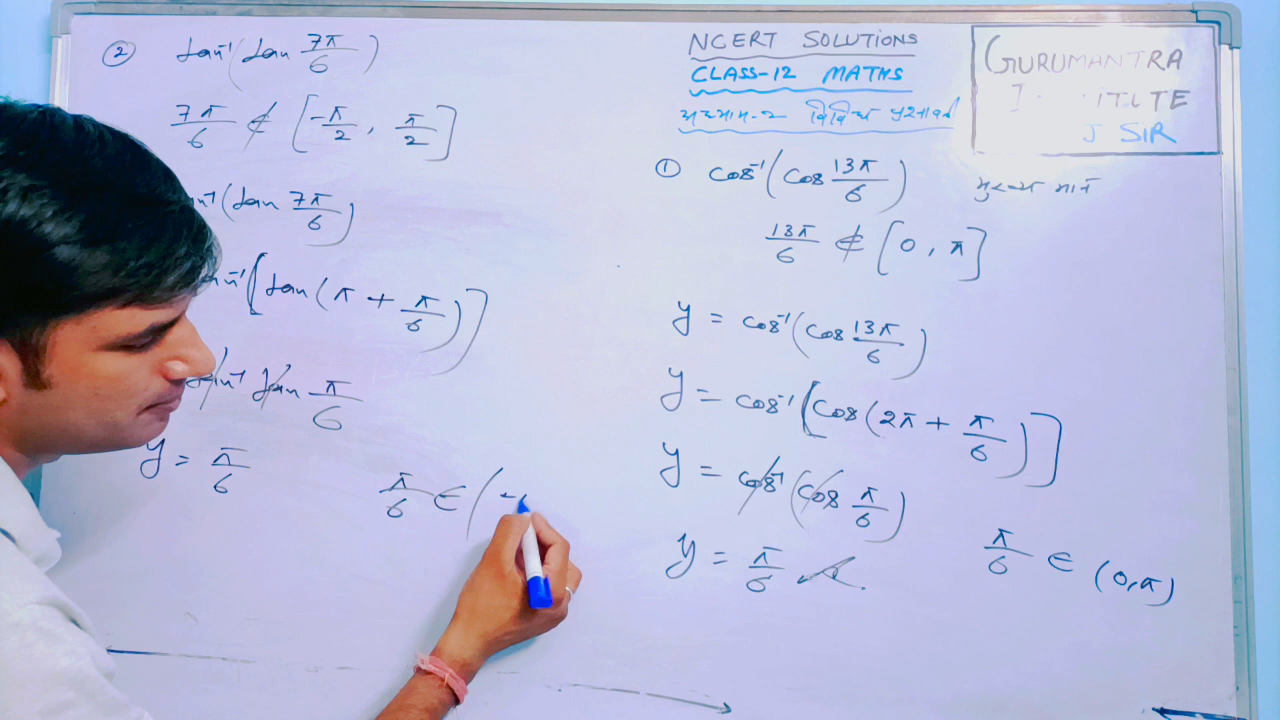 ② tan⁻¹(tan 7π/6)
7π/6 ∉ [-π/2, π/2]
(tan 7π/6)
[tan(π + π/6)]
tan⁻¹ tan π/6
y = π/6
π/6 ∈ (-
NCERT SOLUTIONS
CLASS-12 MATHS
विविध
GURUMANTRA
J SIR
① cos⁻¹(cos 13π/6)
मुख्य मान
13π/6 ∉ [0, π]
y = cos⁻¹(cos 13π/6)
y = cos⁻¹[cos(2π + π/6)]
y = cos⁻¹(cos π/6)
y = π/6
π/6 ∈ (0, π)